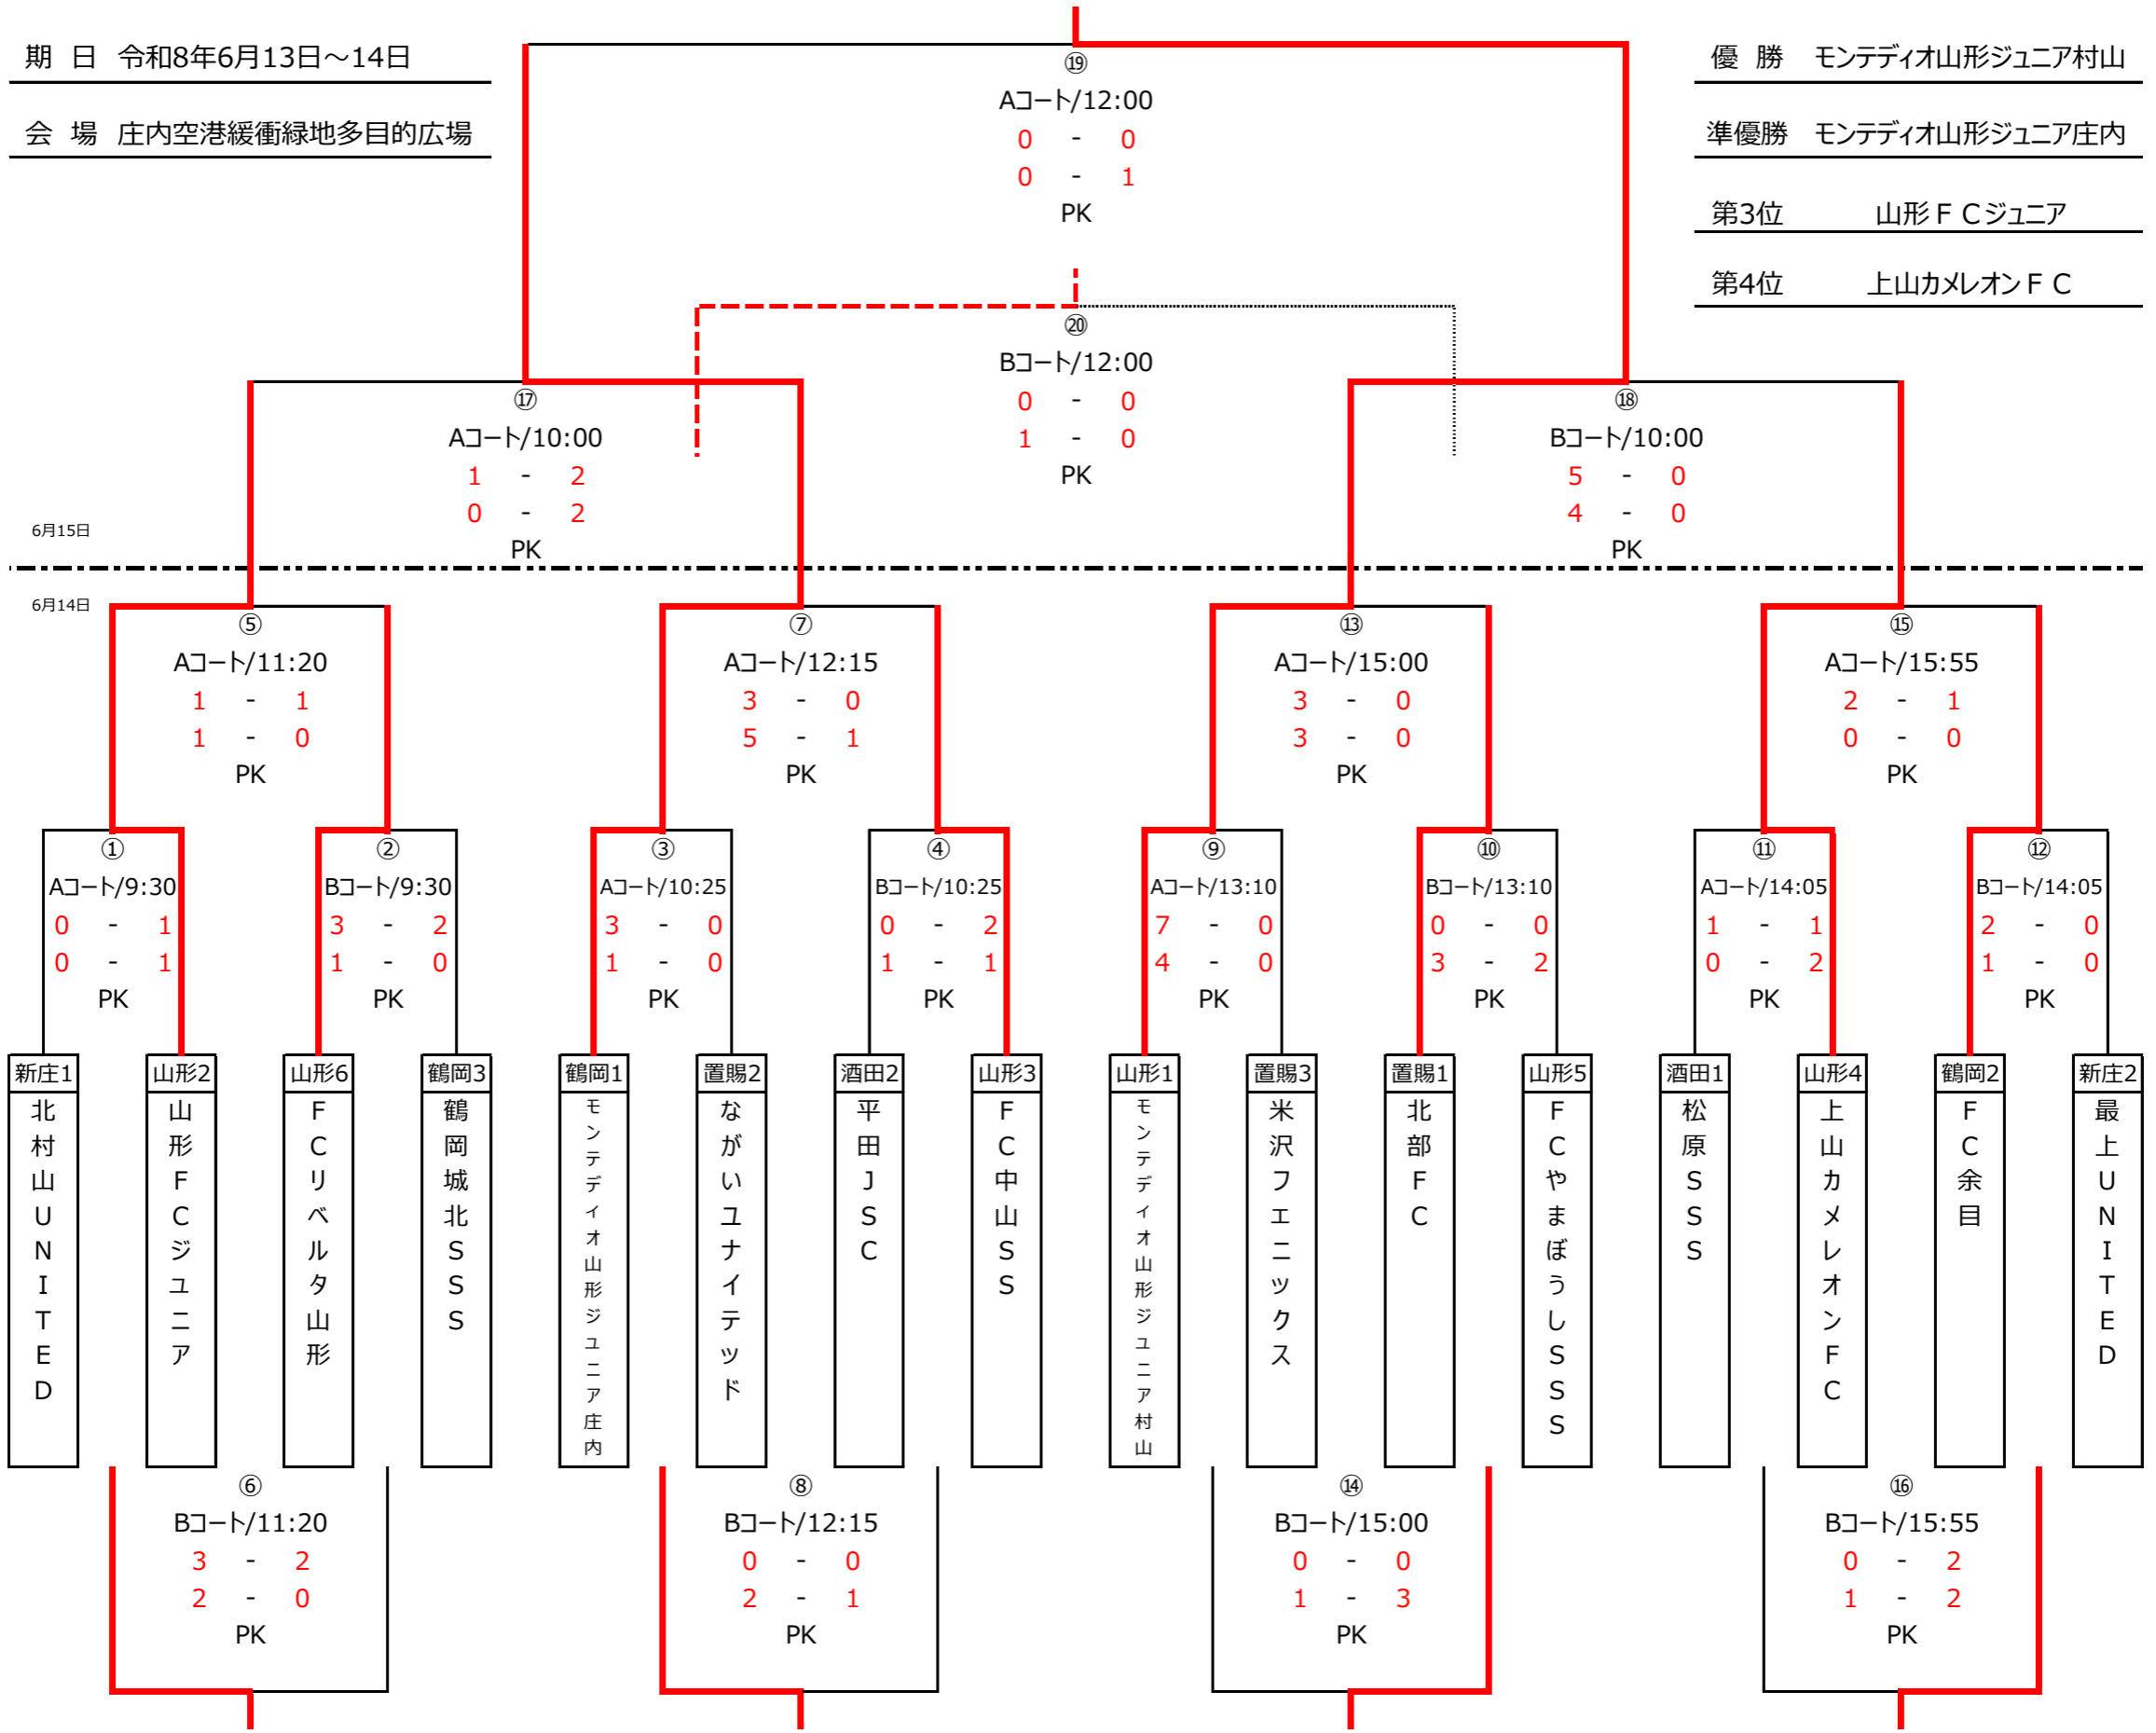 期 日 令和8年6月13日～14日
会 場 庄内空港緩衝緑地多目的広場
優 勝 モンテディオ山形ジュニア村山
準優勝 モンテディオ山形ジュニア庄内
第3位 山形ＦＣジュニア
第4位 上山カメレオンＦＣ
⑲
Aコート/12:00
0 - 0
0 - 1
PK
⑳
Bコート/12:00
0 - 0
1 - 0
PK
⑰
Aコート/10:00
1 - 2
0 - 2
PK
⑱
Bコート/10:00
5 - 0
4 - 0
PK
6月15日
6月14日
⑤
Aコート/11:20
1 - 1
1 - 0
PK
⑦
Aコート/12:15
3 - 0
5 - 1
PK
⑬
Aコート/15:00
3 - 0
3 - 0
PK
⑮
Aコート/15:55
2 - 1
0 - 0
PK
①
Aコート/9:30
0 - 1
0 - 1
PK
②
Bコート/9:30
3 - 2
1 - 0
PK
③
Aコート/10:25
3 - 0
1 - 0
PK
④
Bコート/10:25
0 - 2
1 - 1
PK
⑨
Aコート/13:10
7 - 0
4 - 0
PK
⑩
Bコート/13:10
0 - 0
3 - 2
PK
⑪
Aコート/14:05
1 - 1
0 - 2
PK
⑫
Bコート/14:05
2 - 0
1 - 0
PK
新庄1
北村山ＵＮＩＴＥＤ
山形2
山形ＦＣジュニア
山形6
ＦＣリベルタ山形
鶴岡3
鶴岡城北ＳＳＳ
鶴岡1
モンテディオ山形ジュニア庄内
置賜2
ながいユナイテッド
酒田2
平田ＪＳＣ
山形3
ＦＣ中山ＳＳ
山形1
モンテディオ山形ジュニア村山
置賜3
米沢フェニックス
置賜1
北部ＦＣ
山形5
ＦＣやまぼうしＳＳＳ
酒田1
松原ＳＳＳ
山形4
上山カメレオンＦＣ
鶴岡2
ＦＣ余目
新庄2
最上ＵＮＩＴＥＤ
⑥
Bコート/11:20
3 - 2
2 - 0
PK
⑧
Bコート/12:15
0 - 0
2 - 1
PK
⑭
Bコート/15:00
0 - 0
1 - 3
PK
⑯
Bコート/15:55
0 - 2
1 - 2
PK